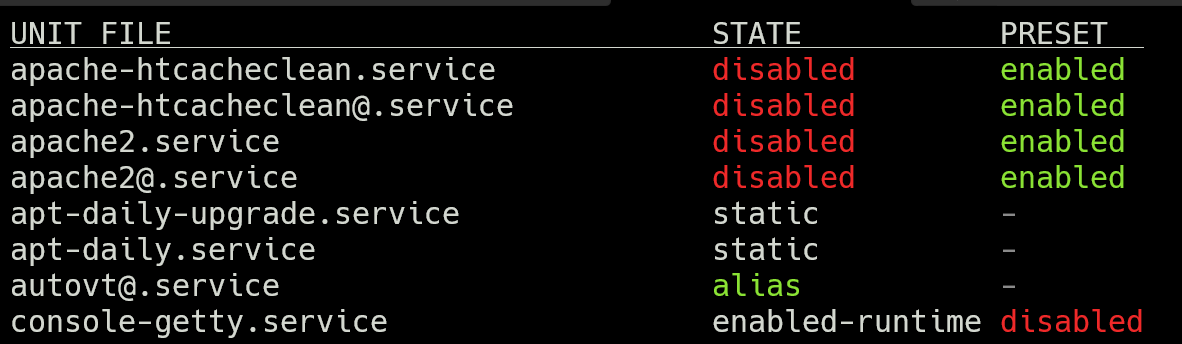 UNIT FILE STATE PRESET
apache-htcacheclean.service disabled enabled
apache-htcacheclean@.service disabled enabled
apache2.service disabled enabled
apache2@.service disabled enabled
apt-daily-upgrade.service static -
apt-daily.service static -
autovt@.service alias -
console-getty.service enabled-runtime disabled